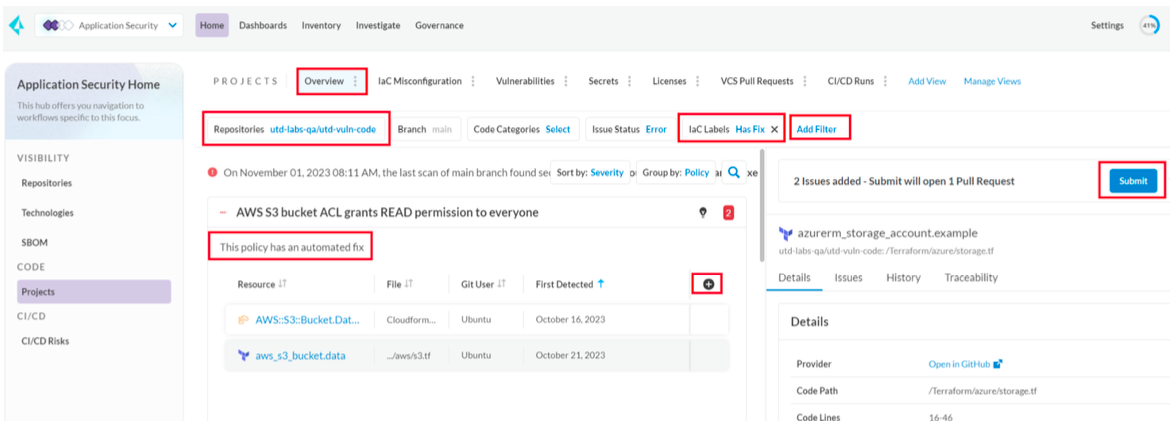 Application Security
Home
Dashboards
Inventory
Investigate
Governance
Settings
41%
Application Security Home
This hub offers you navigation to
workflows specific to this focus.
VISIBILITY
Repositories
Technologies
SBOM
CODE
Projects
CI/CD
CI/CD Risks
PROJECTS
Overview
IaC Misconfiguration
Vulnerabilities
Secrets
Licenses
VCS Pull Requests
CI/CD Runs
Add View
Manage Views
Repositories utd-labs-qa/utd-vuln-code
Branch main
Code Categories Select
Issue Status Error
IaC Labels Has Fix
Add Filter
On November 01, 2023 08:11 AM, the last scan of main branch found
Sort by: Severity
Group by: Policy
AWS S3 bucket ACL grants READ permission to everyone
2
This policy has an automated fix
Resource File Git User First Detected
AWS::S3::Bucket.Dat... Cloudform... Ubuntu October 16, 2023
aws_s3_bucket.data .../aws/s3.tf Ubuntu October 21, 2023
2 Issues added - Submit will open 1 Pull Request
Submit
azurerm_storage_account.example
utd-labs-qa/utd-vuln-code: /Terraform/azure/storage.tf
Details Issues History Traceability
Details
Provider Open in GitHub
Code Path /Terraform/azure/storage.tf
Code Lines 16-46